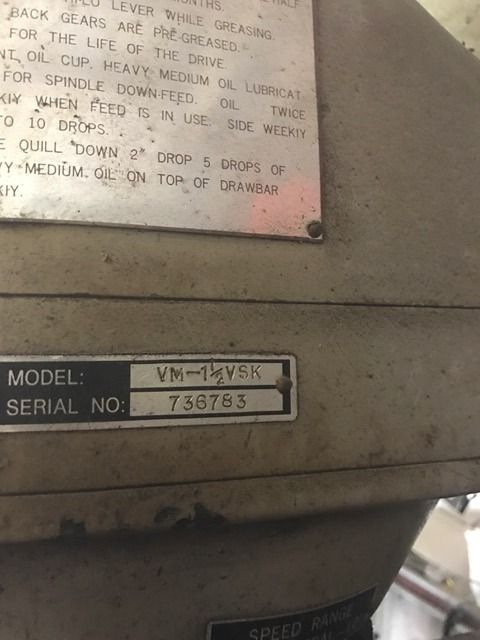 MONTHS.
LEVER WHILE GREASING.
BACK GEARS ARE PRE-GREASED.
FOR THE LIFE OF THE DRIVE.
OIL CUP. HEAVY MEDIUM OIL LUBRICAT
FOR SPINDLE DOWN-FEED. OIL TWICE
WHEN FEED IS IN USE. SIDE WEEKLY
TO 10 DROPS.
QUILL DOWN 2" DROP 5 DROPS OF
MEDIUM OIL ON TOP OF DRAWBAR
MODEL: VM-1½VSK
SERIAL NO: 736783
SPEED RANGE